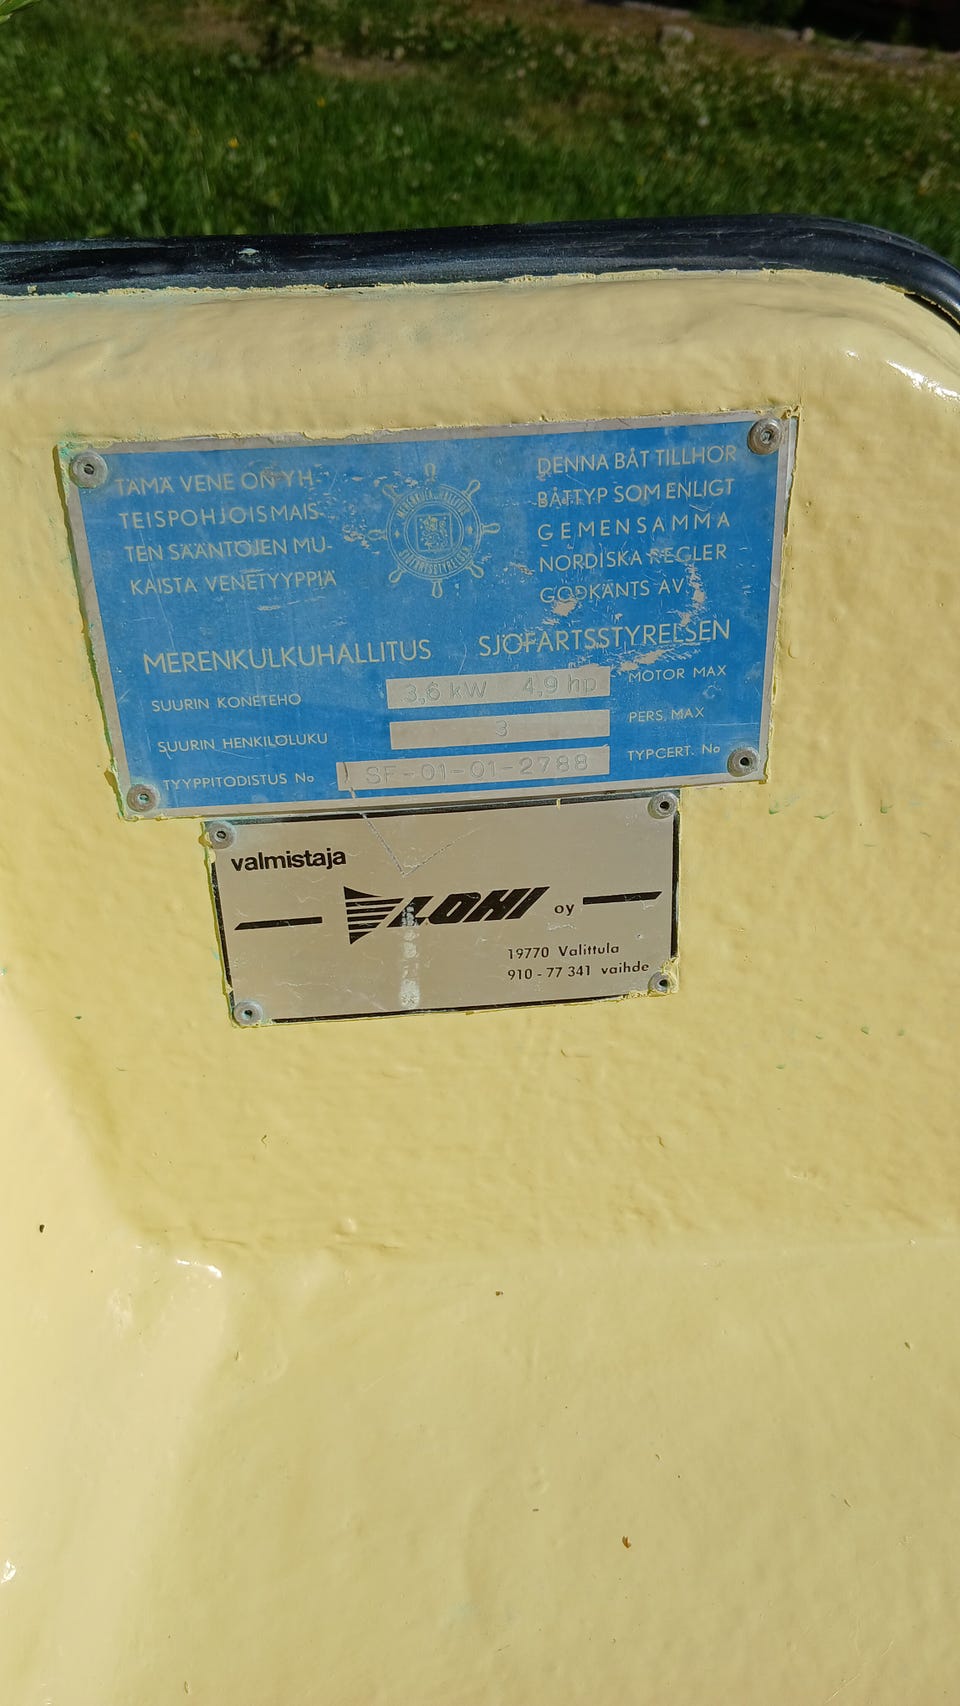 TÄMÄ VENE ON YH-
TEISPOHJOISMAIS-
TEN SÄÄNTÖJEN MU-
KAISTA VENETYYPPIÄ
MERENKULKUHALLITUS
SJÖFARTSSTYRELSEN
DENNA BÅT TILLHÖR
BÅTTYP SOM ENLIGT
GEMENSAMMA
NORDISKA REGLER
GODKÄNTS AV
MERENKULKUHALLITUS SJÖFARTSSTYRELSEN
SUURIN KONETEHO 3,6 kW 4,9 hp MOTOR MAX
SUURIN HENKILÖLUKU 3 PERS. MAX
TYYPPITODISTUS No SF-01-01-2788 TYPCERT. No
valmistaja
LOHI oy
19770 Valittula
910 - 77 341 vaihde